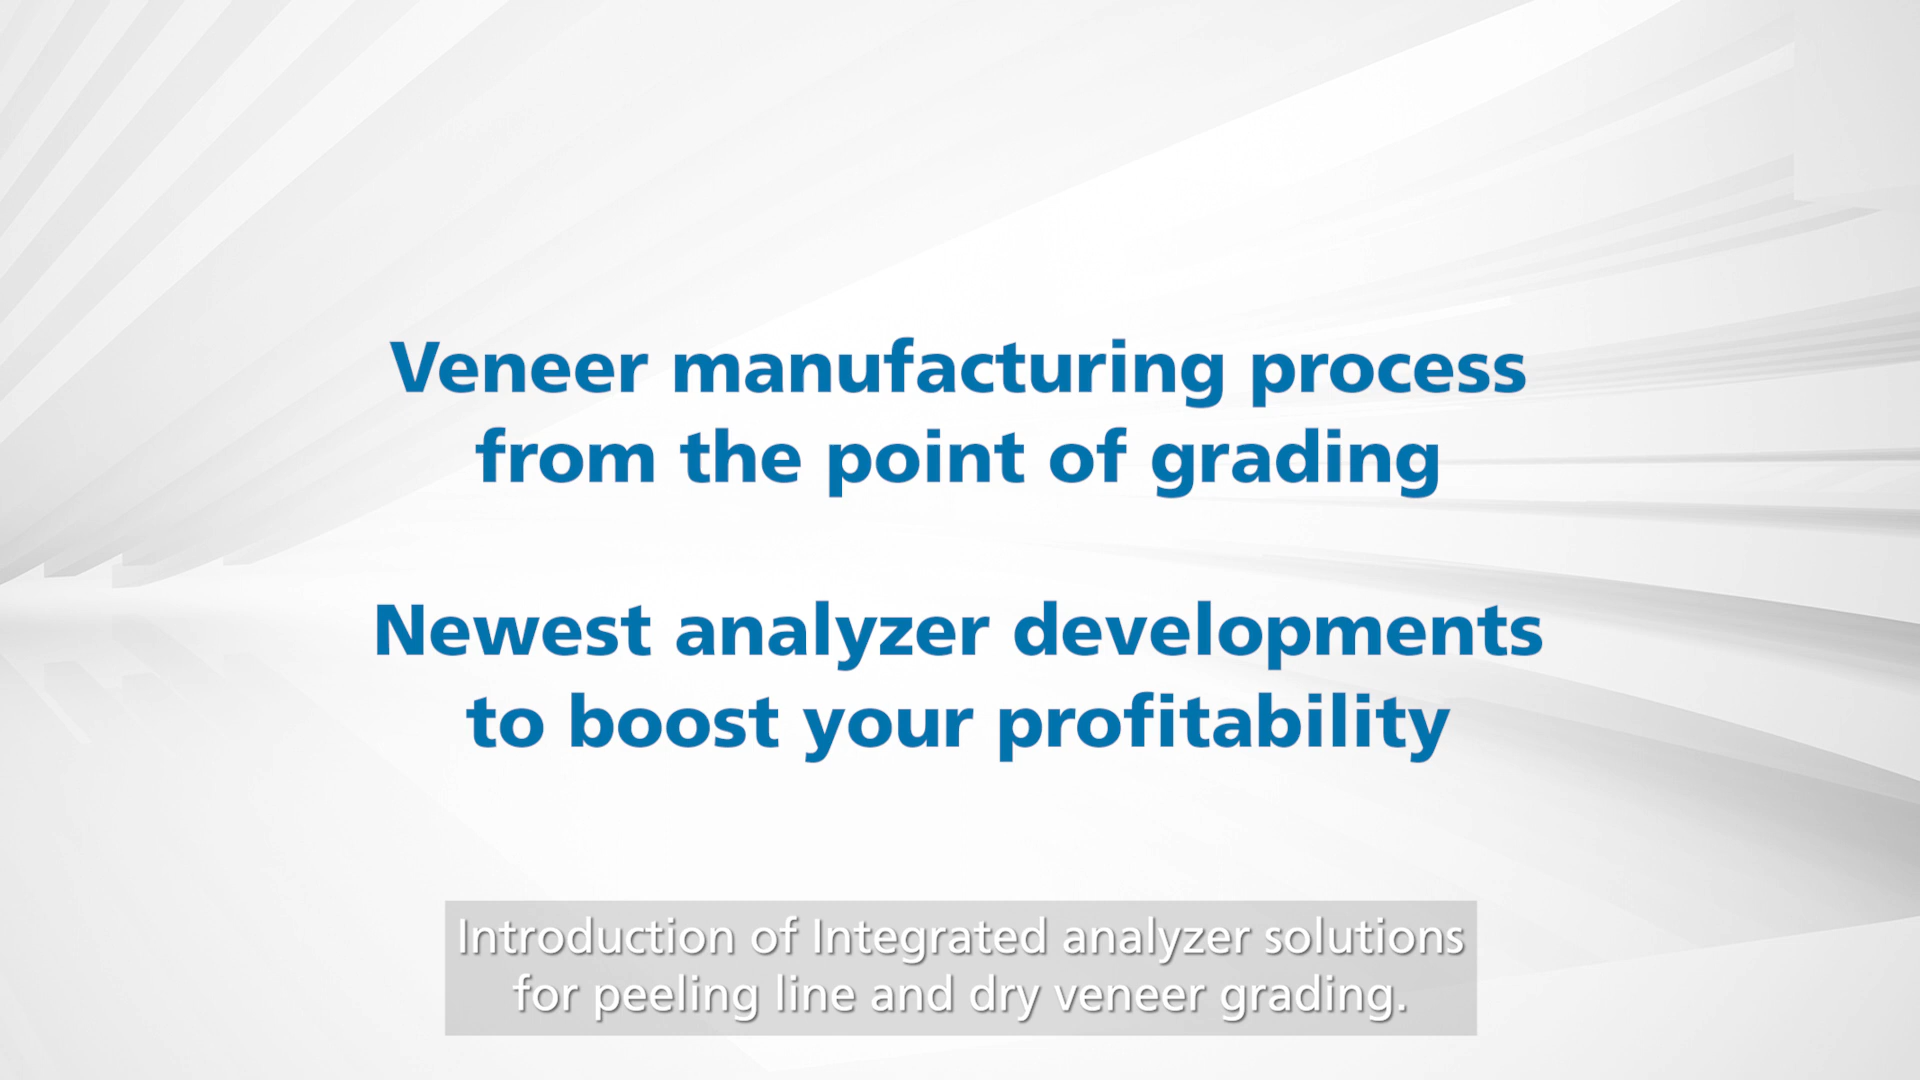 Veneer manufacturing process
from the point of grading
Newest analyzer developments
to boost your profitability
Introduction of Integrated analyzer solutions
for peeling line and dry veneer grading.